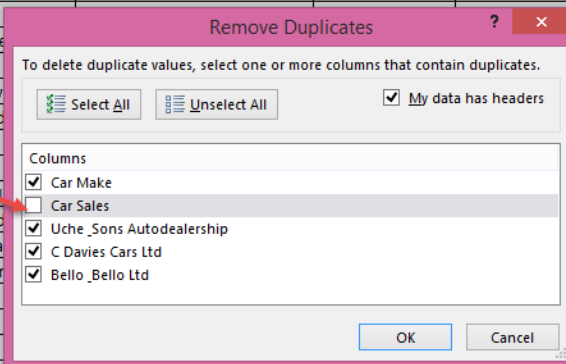 Remove Duplicates
?
To delete duplicate values, select one or more columns that contain duplicates.
Select All
Unselect All
My data has headers
Columns
Car Make
Car Sales
Uche _Sons Autodealership
C Davies Cars Ltd
Bello _Bello Ltd
OK
Cancel